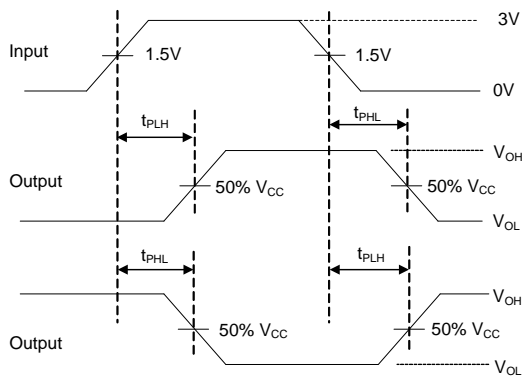 3V
Input
1.5V
1.5V
0V
tPLH
tPHL
VOH
Output
50% VCC
50% VCC
VOL
tPHL
tPLH
VOH
50% VCC
50% VCC
Output
VOL